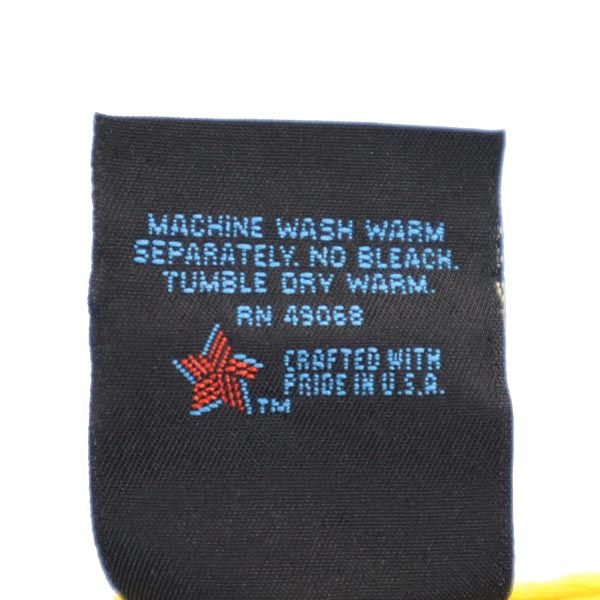 MACHINE WASH WARM
SEPARATELY. NO BLEACH.
TUMBLE DRY WARM.
RN 49068
CRAFTED WITH
PRIDE IN U.S.A.
TM